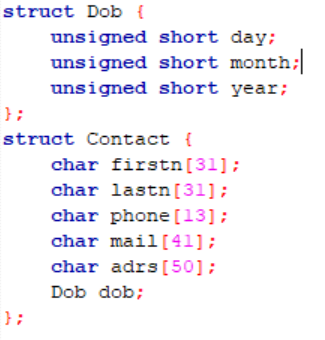 struct Dob {
    unsigned short day;
    unsigned short month;
    unsigned short year;
};
struct Contact {
    char firstn[31];
    char lastn[31];
    char phone[13];
    char mail[41];
    char adrs[50];
    Dob dob;
};